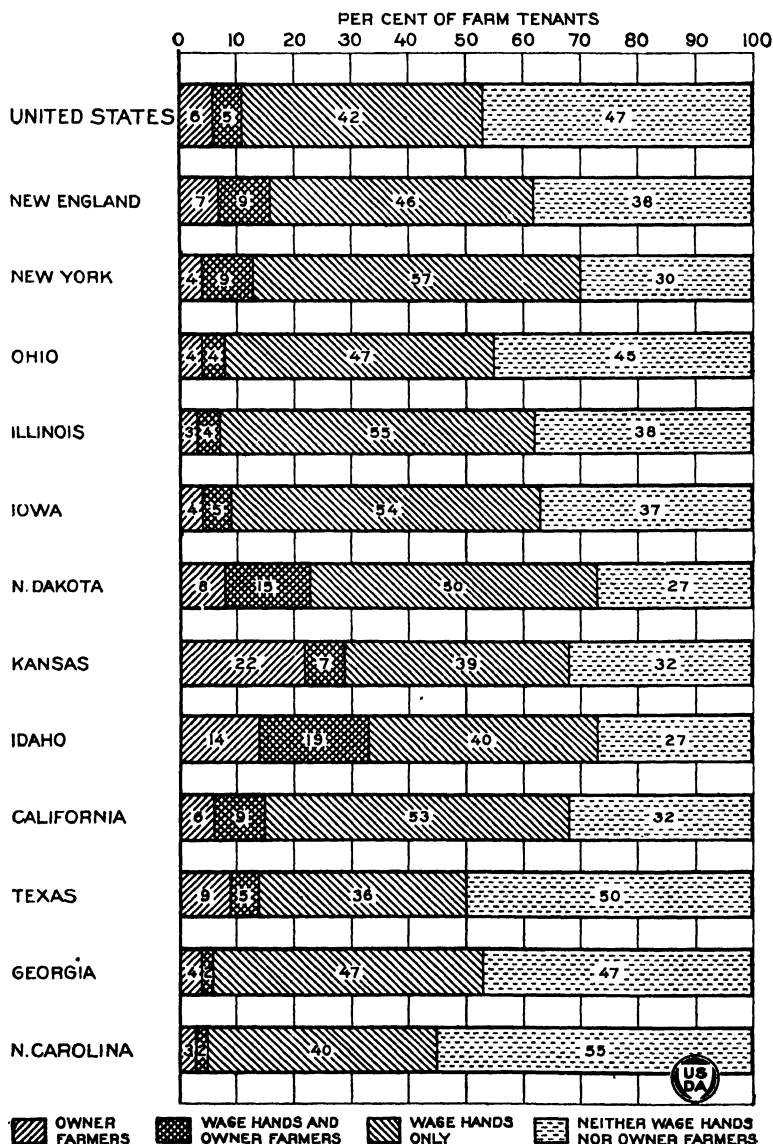 PER CENT OF FARM TENANTS
0 10 20 30 40 50 60 70 80 90 100
UNITED STATES 6 5 42 47
NEW ENGLAND 7 9 46 38
NEW YORK 4 9 57 30
OHIO 4 4 47 45
ILLINOIS 3 4 55 38
IOWA 4 5 54 37
N. DAKOTA 8 15 50 27
KANSAS 22 7 39 32
IDAHO 14 19 40 27
CALIFORNIA 6 9 53 32
TEXAS 9 5 36 50
GEORGIA 4 2 47 47
N. CAROLINA 3 2 40 55
US
DA
OWNER FARMERS
WAGE HANDS AND OWNER FARMERS
WAGE HANDS ONLY
NEITHER WAGE HANDS NOR OWNER FARMERS